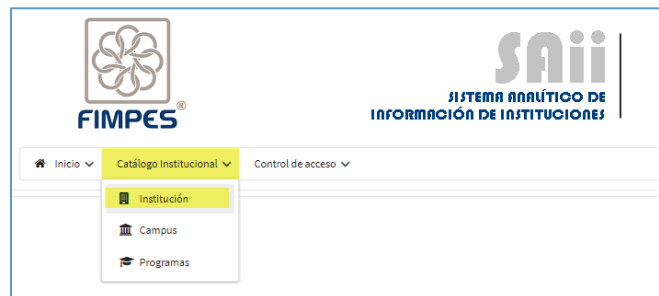 FIMPES®
SAii
SISTEMA ANALÍTICO DE
INFORMACIÓN DE INSTITUCIONES
Inicio Catálogo Institucional Control de acceso
Institución
Campus
Programas